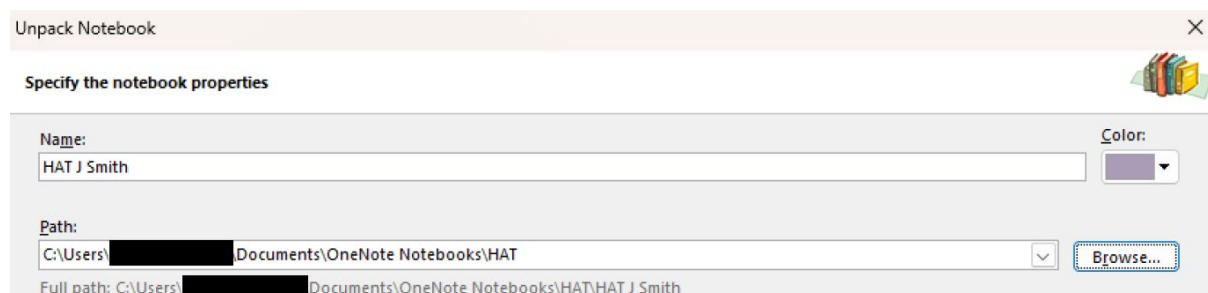 Unpack Notebook
Specify the notebook properties
Name:
Color:
HAT J Smith
Path:
C:\Users\ \Documents\OneNote Notebooks\HAT
Browse...
Full path: C:\Users\ Documents\OneNote Notebooks\HAT\HAT J Smith